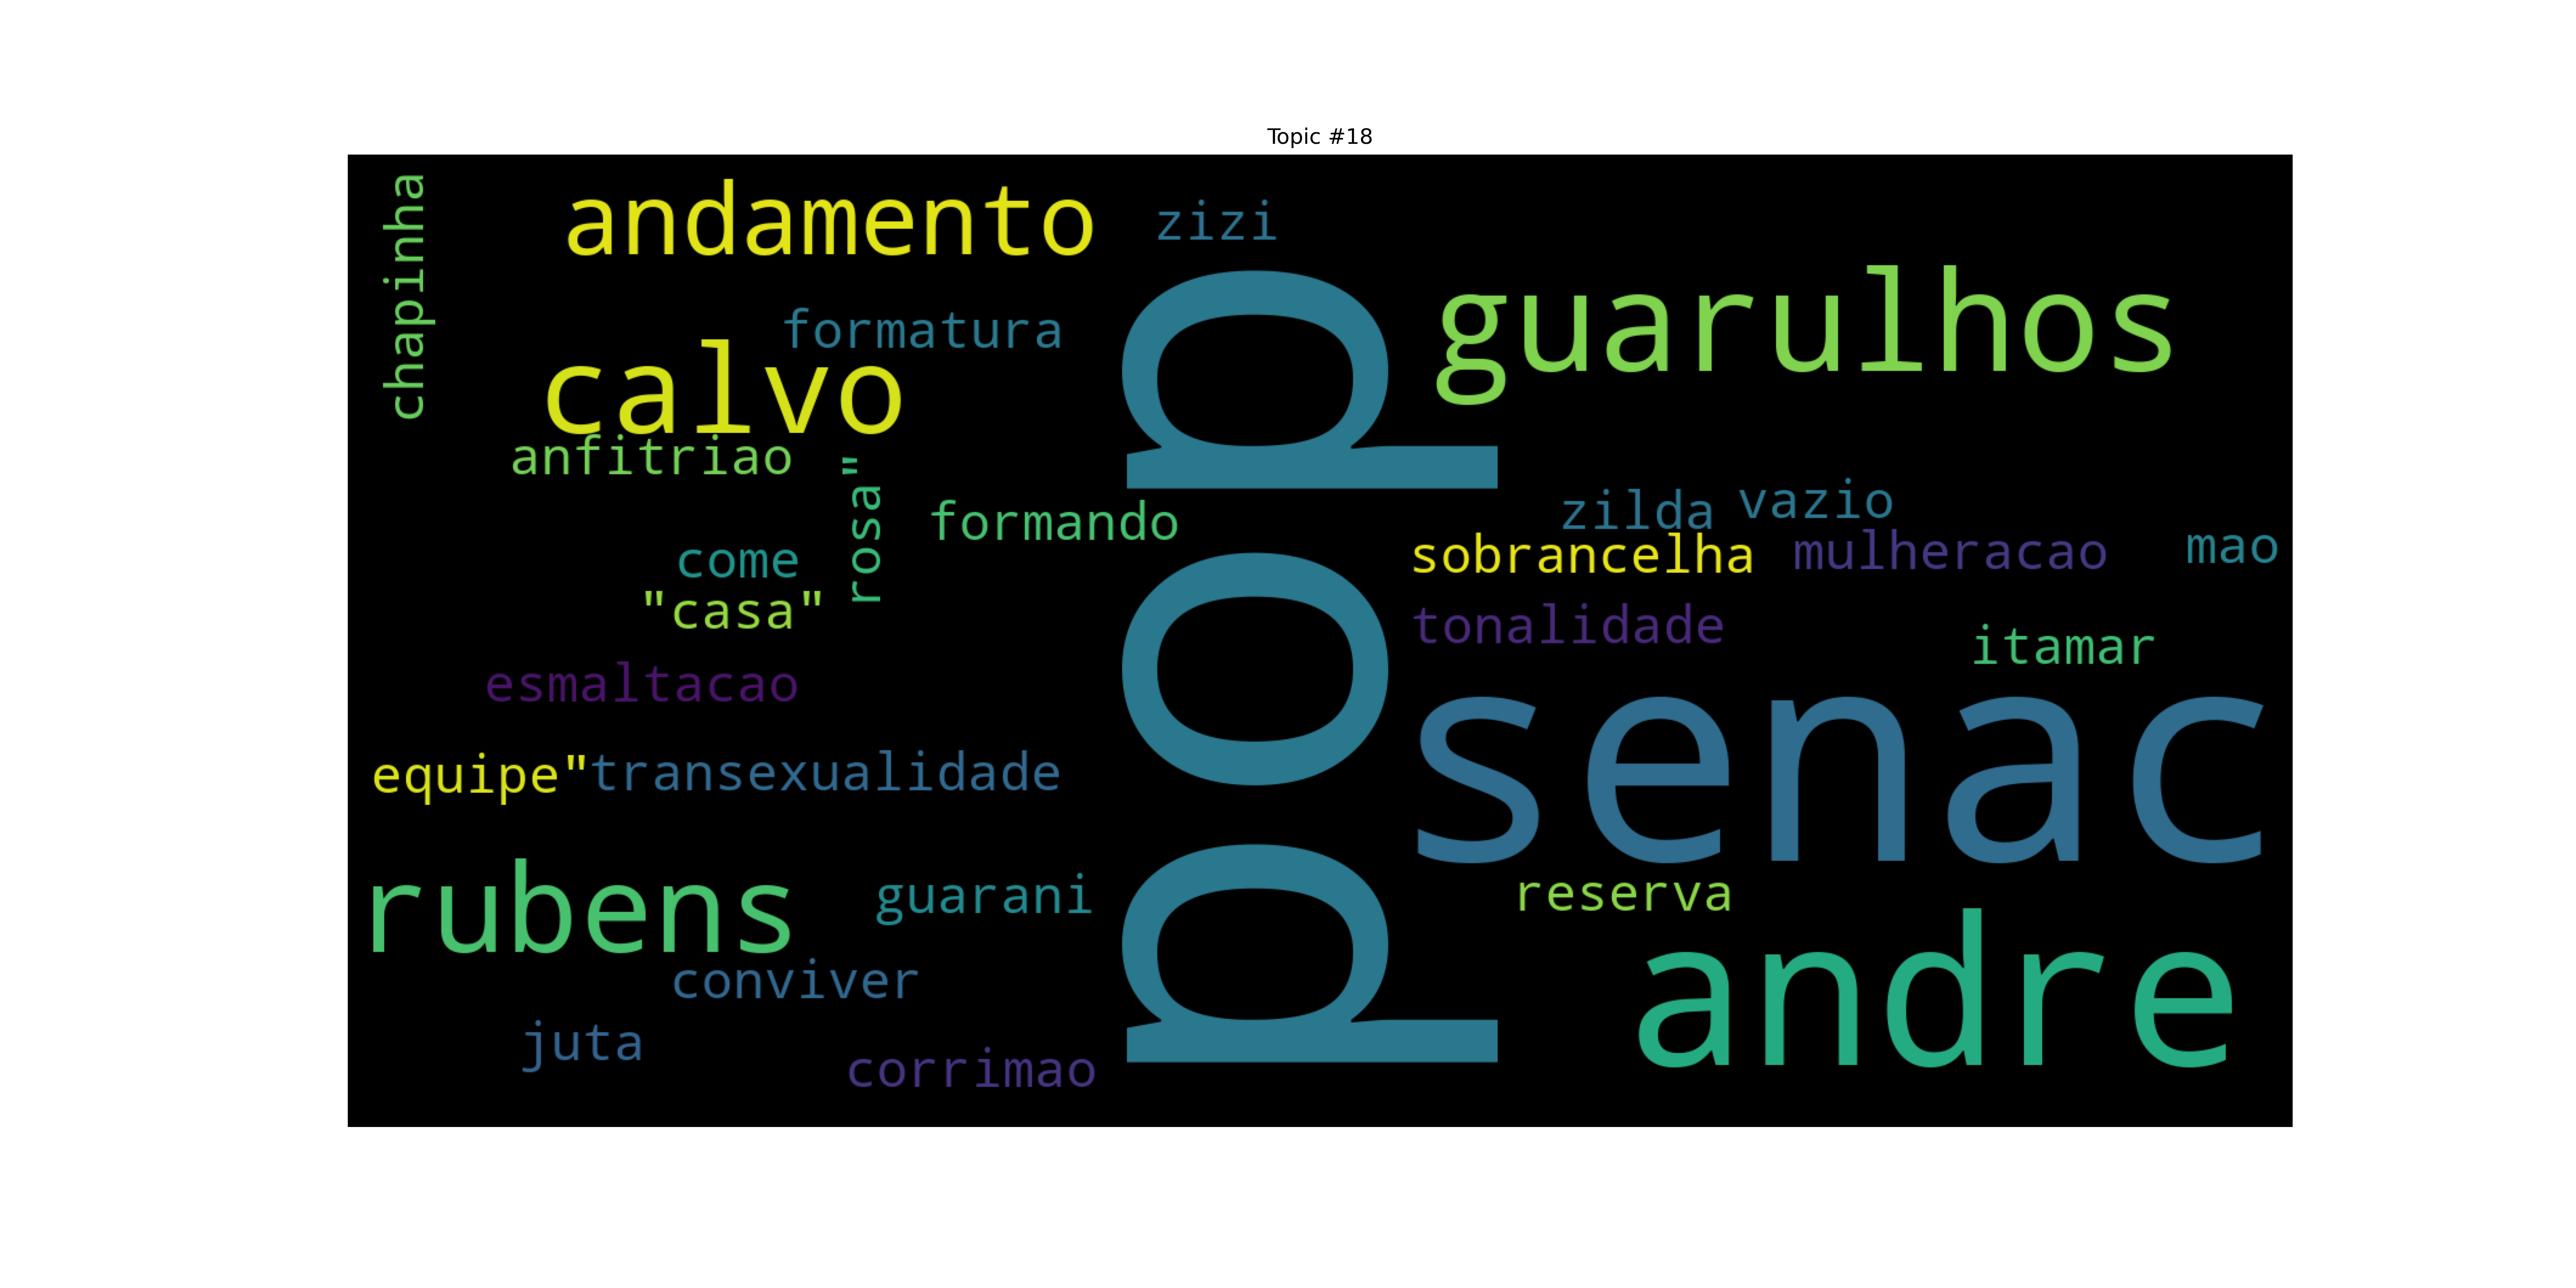 Topic #18
chapinha
andamento
zizi
guarulhos
formatura
calvo
anfitriao
rosa"
formando
pop
zilda
vazio
sobrancelha
mulheracao
mao
come
"casa"
tonalidade
itamar
esmaltacao
senac
equipe"
transexualidade
rubens
guarani
reserva
andre
conviver
juta
corrimao